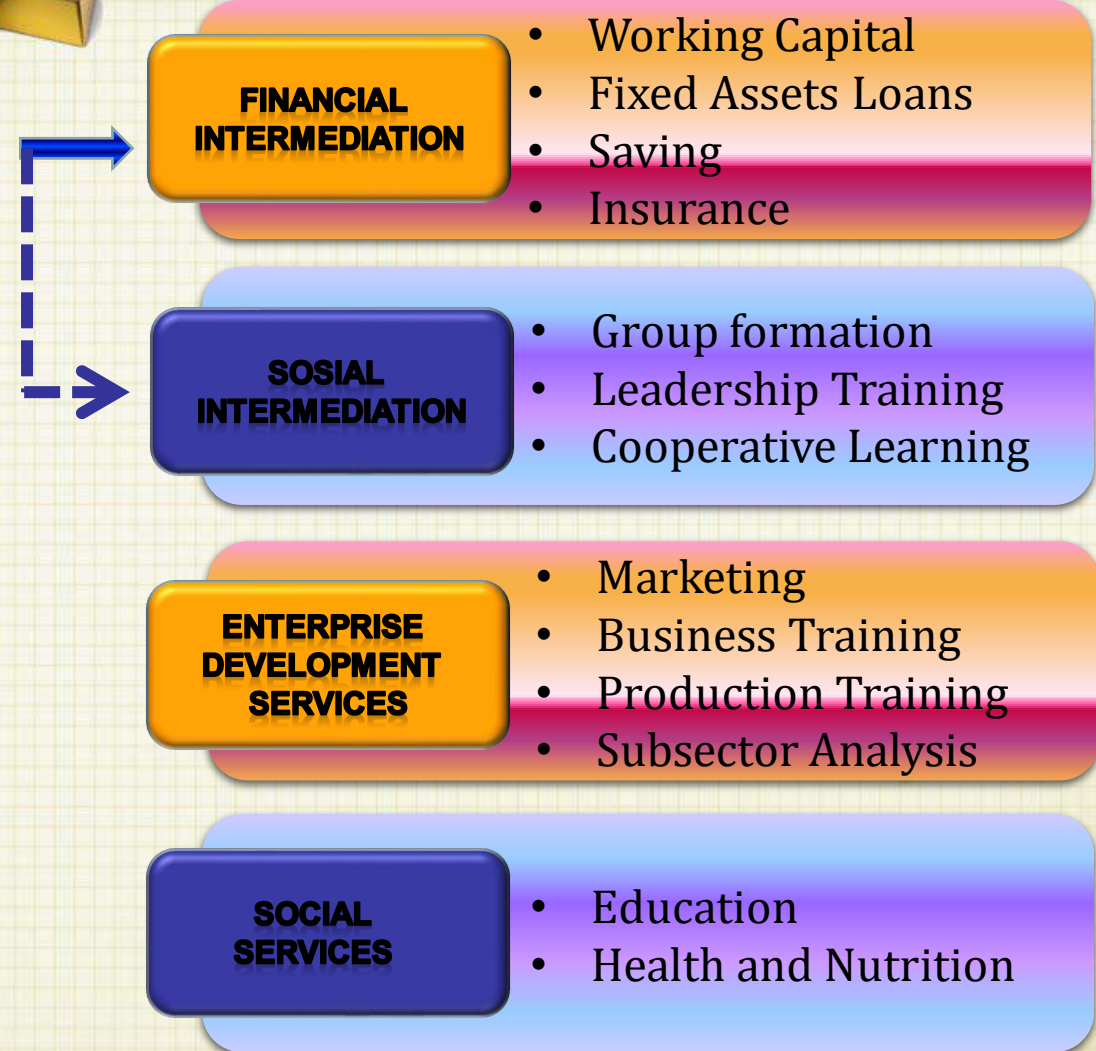 FINANCIAL
INTERMEDIATION
• Working Capital
• Fixed Assets Loans
• Saving
• Insurance
SOSIAL
INTERMEDIATION
• Group formation
• Leadership Training
• Cooperative Learning
ENTERPRISE
DEVELOPMENT
SERVICES
• Marketing
• Business Training
• Production Training
• Subsector Analysis
SOCIAL
SERVICES
• Education
• Health and Nutrition